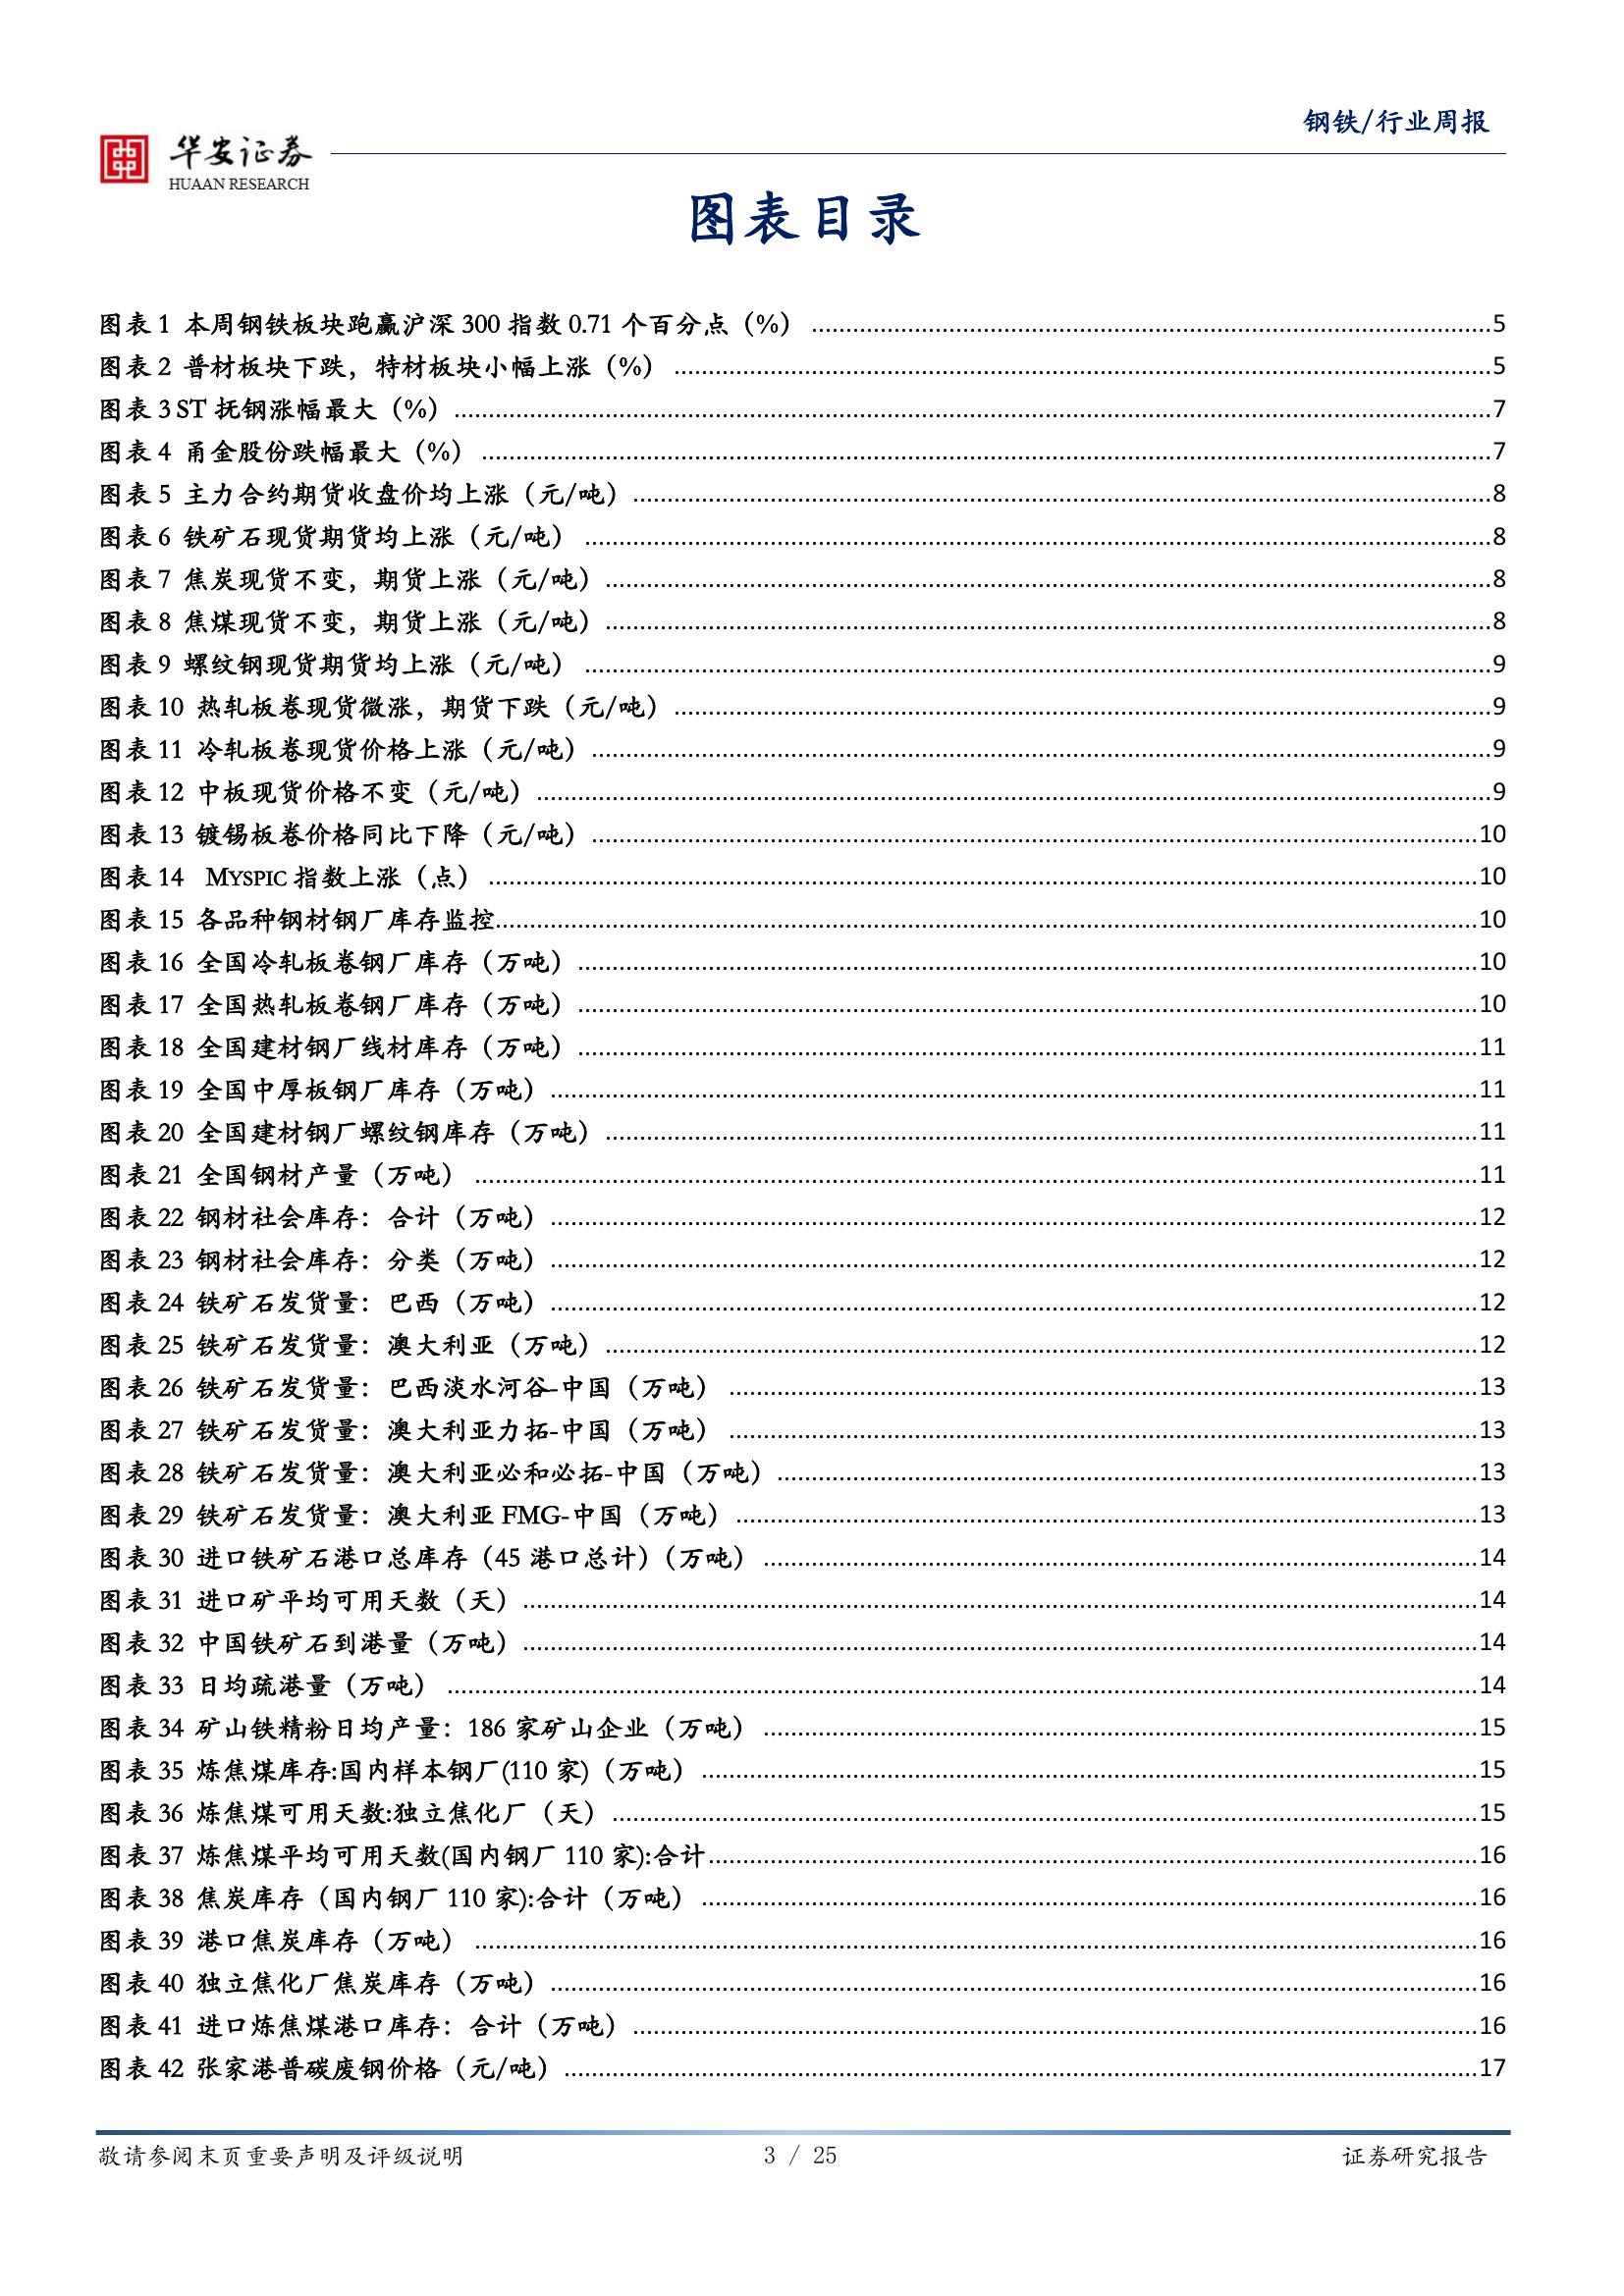 钢铁/行业周报
华安证券
HUAAN RESEARCH
图表目录
图表 1 本周钢铁板块跑赢沪深 300 指数 0.71 个百分点（%） ........ 5
图表 2 普材板块下跌，特材板块小幅上涨（%） ........ 5
图表 3 ST 抚钢涨幅最大（%） ........ 7
图表 4 甬金股份跌幅最大（%） ........ 7
图表 5 主力合约期货收盘价均上涨（元/吨） ........ 8
图表 6 铁矿石现货期货均上涨（元/吨） ........ 8
图表 7 焦炭现货不变，期货上涨（元/吨） ........ 8
图表 8 焦煤现货不变，期货上涨（元/吨） ........ 8
图表 9 螺纹钢现货期货均上涨（元/吨） ........ 9
图表 10 热轧板卷现货微涨，期货下跌（元/吨） ........ 9
图表 11 冷轧板卷现货价格上涨（元/吨） ........ 9
图表 12 中板现货价格不变（元/吨） ........ 9
图表 13 镀锡板卷价格同比下降（元/吨） ........ 10
图表 14 MYSPIC 指数上涨（点） ........ 10
图表 15 各品种钢材钢厂库存监控 ........ 10
图表 16 全国冷轧板卷钢厂库存（万吨） ........ 10
图表 17 全国热轧板卷钢厂库存（万吨） ........ 10
图表 18 全国建材钢厂线材库存（万吨） ........ 11
图表 19 全国中厚板钢厂库存（万吨） ........ 11
图表 20 全国建材钢厂螺纹钢库存（万吨） ........ 11
图表 21 全国钢材产量（万吨） ........ 11
图表 22 钢材社会库存：合计（万吨） ........ 12
图表 23 钢材社会库存：分类（万吨） ........ 12
图表 24 铁矿石发货量：巴西（万吨） ........ 12
图表 25 铁矿石发货量：澳大利亚（万吨） ........ 12
图表 26 铁矿石发货量：巴西淡水河谷-中国（万吨） ........ 13
图表 27 铁矿石发货量：澳大利亚力拓-中国（万吨） ........ 13
图表 28 铁矿石发货量：澳大利亚必和必拓-中国（万吨） ........ 13
图表 29 铁矿石发货量：澳大利亚 FMG-中国（万吨） ........ 13
图表 30 进口铁矿石港口总库存（45 港口总计）（万吨） ........ 14
图表 31 进口矿平均可用天数（天） ........ 14
图表 32 中国铁矿石到港量（万吨） ........ 14
图表 33 日均疏港量（万吨） ........ 14
图表 34 矿山铁精粉日均产量：186 家矿山企业（万吨） ........ 15
图表 35 炼焦煤库存:国内样本钢厂(110 家)（万吨） ........ 15
图表 36 炼焦煤可用天数:独立焦化厂（天） ........ 15
图表 37 炼焦煤平均可用天数(国内钢厂 110 家):合计 ........ 16
图表 38 焦炭库存（国内钢厂 110 家):合计（万吨） ........ 16
图表 39 港口焦炭库存（万吨） ........ 16
图表 40 独立焦化厂焦炭库存（万吨） ........ 16
图表 41 进口炼焦煤港口库存：合计（万吨） ........ 16
图表 42 张家港普碳废钢价格（元/吨） ........ 17
敬请参阅末页重要声明及评级说明
3 / 25
证券研究报告